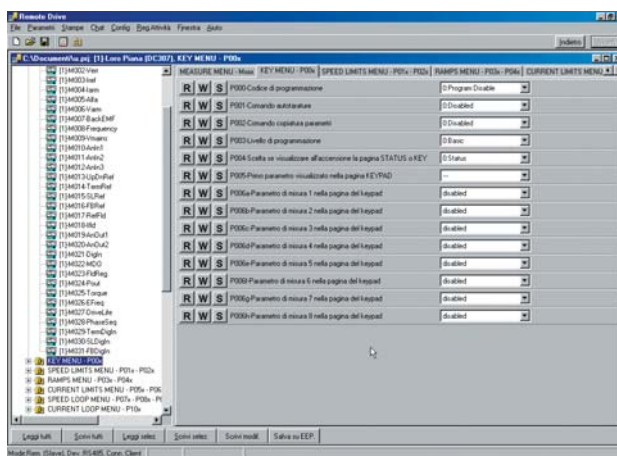 Remote Drive
File Parametri Stampe Chat Config Reg.Attività Finestra Aiuto
Indietro
C:\Documenti\u.prj: [1] Loro Piana (DC307), KEY MENU - P00x
MEASURE MENU - Mxxx KEY MENU - P00x SPEED LIMITS MENU - P01x - P02x RAMPS MENU - P03x - P04x CURRENT LIMITS MENU
[1]M002-Ven
[1]M003-Iref
[1]M004-Iarm
[1]M005-Alfa
[1]M006-Varm
[1]M007-BackEMF
[1]M008-Frequency
[1]M009-Vmains
[1]M010-AnIn1
[1]M011-AnIn2
[1]M012-AnIn3
[1]M013-UpDnRef
[1]M014-TermRef
[1]M015-SLRef
[1]M016-FBRef
[1]M017-RefFld
[1]M018-Ifld
[1]M019-AnOut1
[1]M020-AnOut2
[1]M021-DigIn
[1]M022-MDO
[1]M023-FldReg
[1]M024-Pout
[1]M025-Torque
[1]M026-EFreq
[1]M027-DriveLife
[1]M028-PhaseSeq
[1]M029-TermDigIn
[1]M030-SLDigIn
[1]M031-FBDigIn
KEY MENU - P00x
SPEED LIMITS MENU - P01x - P02x
RAMPS MENU - P03x - P04x
CURRENT LIMITS MENU - P05x - P06
SPEED LOOP MENU - P07x - P08x - P
CURRENT LOOP MENU - P10x
R W S P000-Codice di programmazione 0:Program Disable
R W S P001-Comando autotarature 0:Disabled
R W S P002-Comando copiatura parametri 0:Disabled
R W S P003-Livello di programmazione 0:Basic
R W S P004-Scelta se visualizzare all'accensione la pagina STATUS o KEY 0:Status
R W S P005-Primo parametro visualizzato nella pagina KEYPAD ---
R W S P006a-Parametro di misura 1 nella pagina del keypad disabled
R W S P006b-Parametro di misura 2 nella pagina del keypad disabled
R W S P006c-Parametro di misura 3 nella pagina del keypad disabled
R W S P006d-Parametro di misura 4 nella pagina del keypad disabled
R W S P006e-Parametro di misura 5 nella pagina del keypad disabled
R W S P006f-Parametro di misura 6 nella pagina del keypad disabled
R W S P006g-Parametro di misura 7 nella pagina del keypad disabled
R W S P006h-Parametro di misura 8 nella pagina del keypad disabled
Leggi tutti Scrivi tutti Leggi selez. Scrivi selez. Scrivi modif. Salva su EEP.
Mode:Rem. (Slave), Dev: RS485, Conn: Client